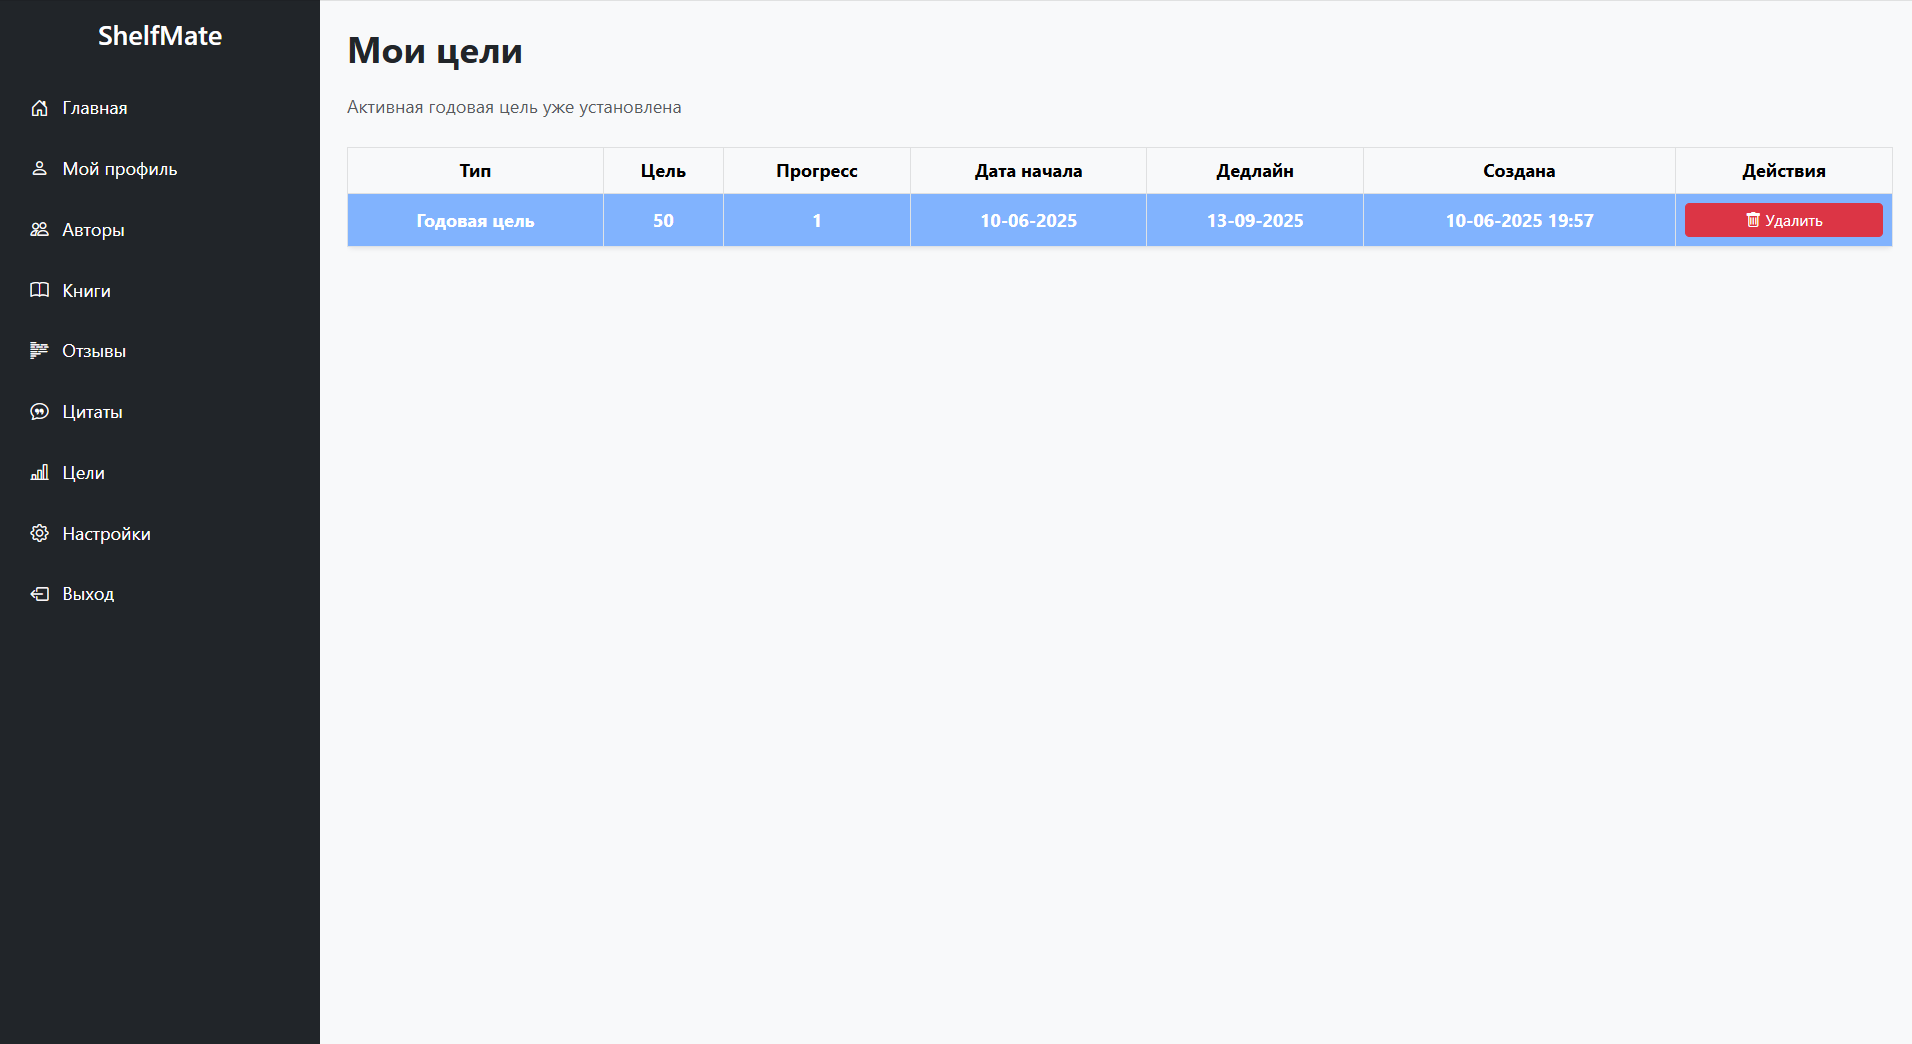 ShelfMate
Главная
Мой профиль
Авторы
Книги
Отзывы
Цитаты
Цели
Настройки
Выход
Мои цели
Активная годовая цель уже установлена
Тип Цель Прогресс Дата начала Дедлайн Создана Действия
Годовая цель 50 1 10-06-2025 13-09-2025 10-06-2025 19:57 Удалить